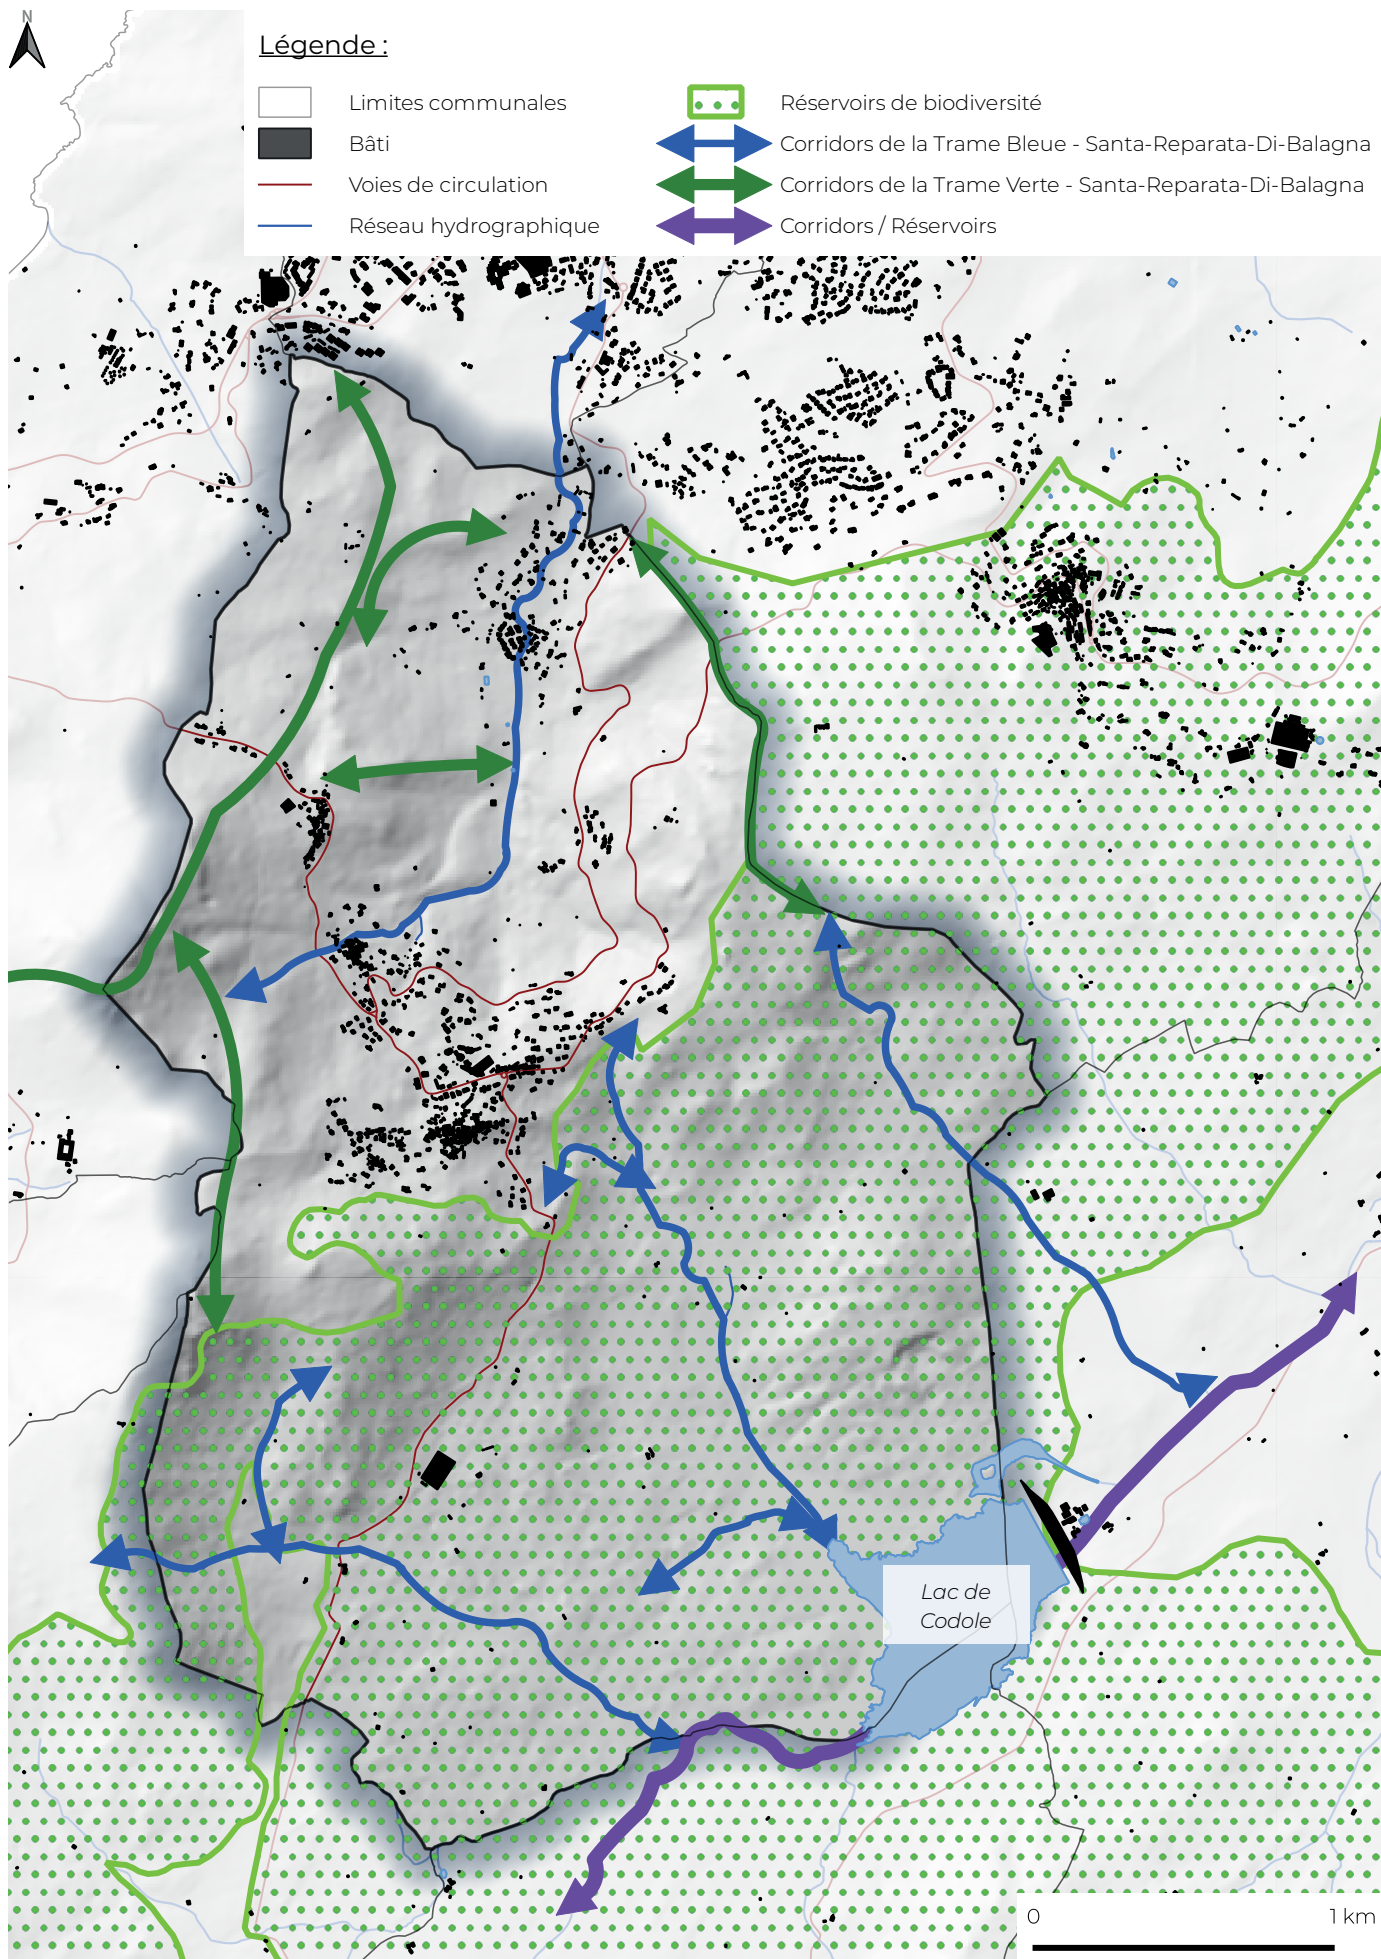 N
Légende :
Limites communales
Bâti
Voies de circulation
Réseau hydrographique
Réservoirs de biodiversité
Corridors de la Trame Bleue - Santa-Reparata-Di-Balagna
Corridors de la Trame Verte - Santa-Reparata-Di-Balagna
Corridors / Réservoirs
Lac de
Codole
0 1 km